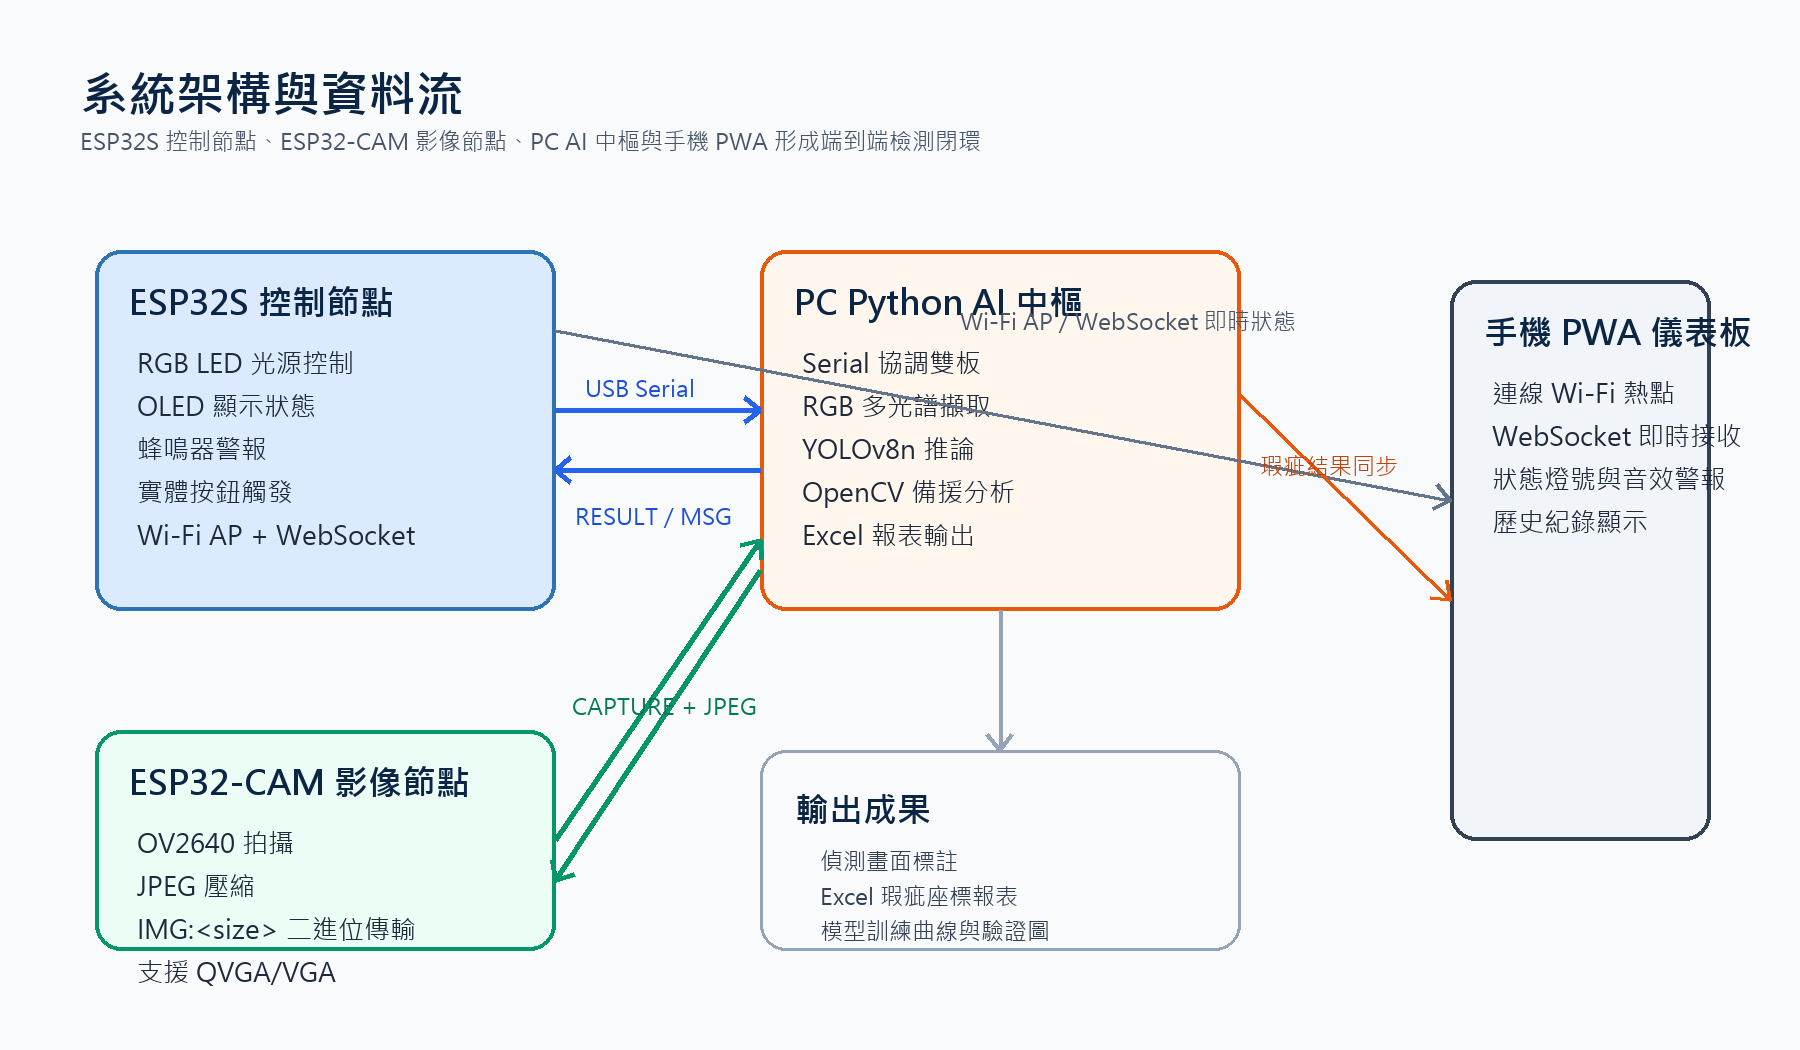 系統架構與資料流
ESP32S 控制節點、ESP32-CAM 影像節點、PC AI 中樞與手機 PWA 形成端到端檢測閉環
ESP32S 控制節點
RGB LED 光源控制
OLED 顯示狀態
蜂鳴器警報
實體按鈕觸發
Wi-Fi AP + WebSocket
USB Serial
RESULT / MSG
PC Python AI 中樞
Wi-Fi AP / WebSocket 即時狀態
Serial 協調雙板
RGB 多光譜擷取
YOLOv8n 推論
OpenCV 備援分析
Excel 報表輸出
瑕疵結果同步
手機 PWA 儀表板
連線 Wi-Fi 熱點
WebSocket 即時接收
狀態燈號與音效警報
歷史紀錄顯示
CAPTURE + JPEG
ESP32-CAM 影像節點
OV2640 拍攝
JPEG 壓縮
IMG:<size> 二進位傳輸
支援 QVGA/VGA
輸出成果
偵測畫面標註
Excel 瑕疵座標報表
模型訓練曲線與驗證圖